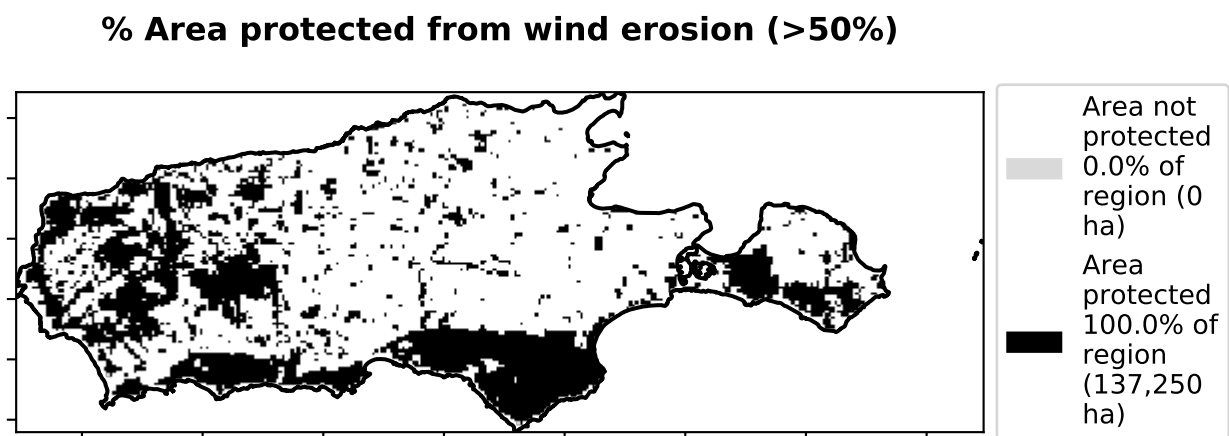 % Area protected from wind erosion (>50%)
Area not
protected
0.0% of
region (0
ha)
Area
protected
100.0% of
region
(137,250
ha)